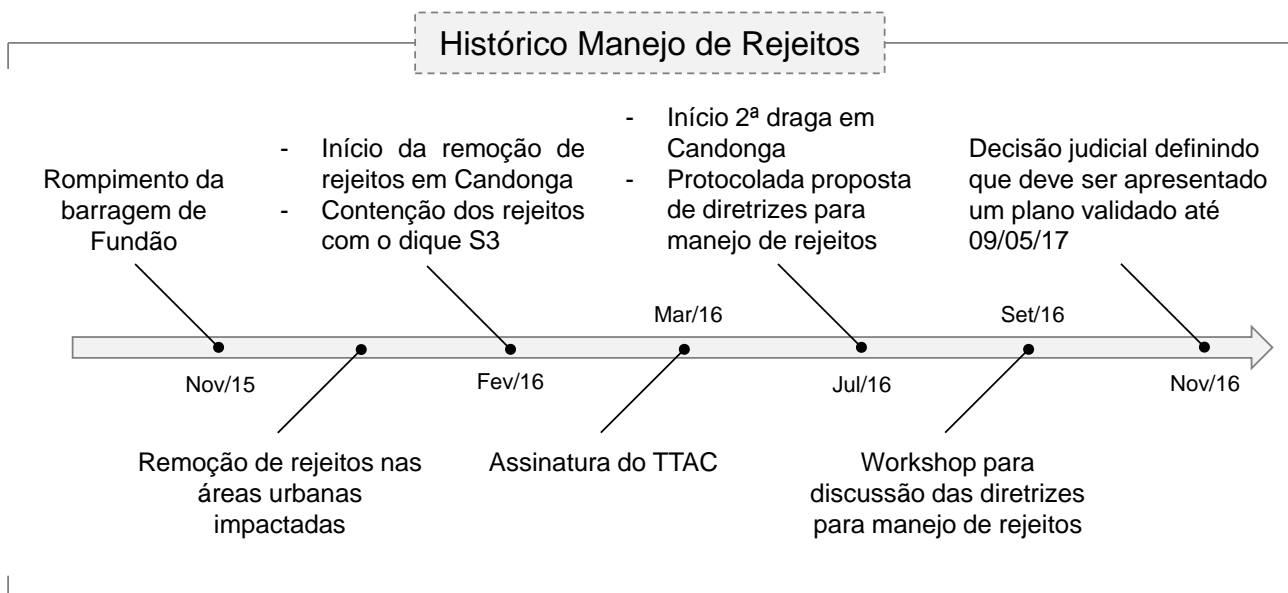 Histórico Manejo de Rejeitos
Rompimento da
barragem de
Fundão
- Início da remoção de
rejeitos em Candonga
- Contenção dos rejeitos
com o dique S3
- Início 2ª draga em
Candonga
- Protocolada proposta
de diretrizes para
manejo de rejeitos
Decisão judicial definindo
que deve ser apresentado
um plano validado até
09/05/17
Mar/16
Set/16
Nov/15
Fev/16
Jul/16
Nov/16
Remoção de rejeitos nas
áreas urbanas
impactadas
Assinatura do TTAC
Workshop para
discussão das diretrizes
para manejo de rejeitos